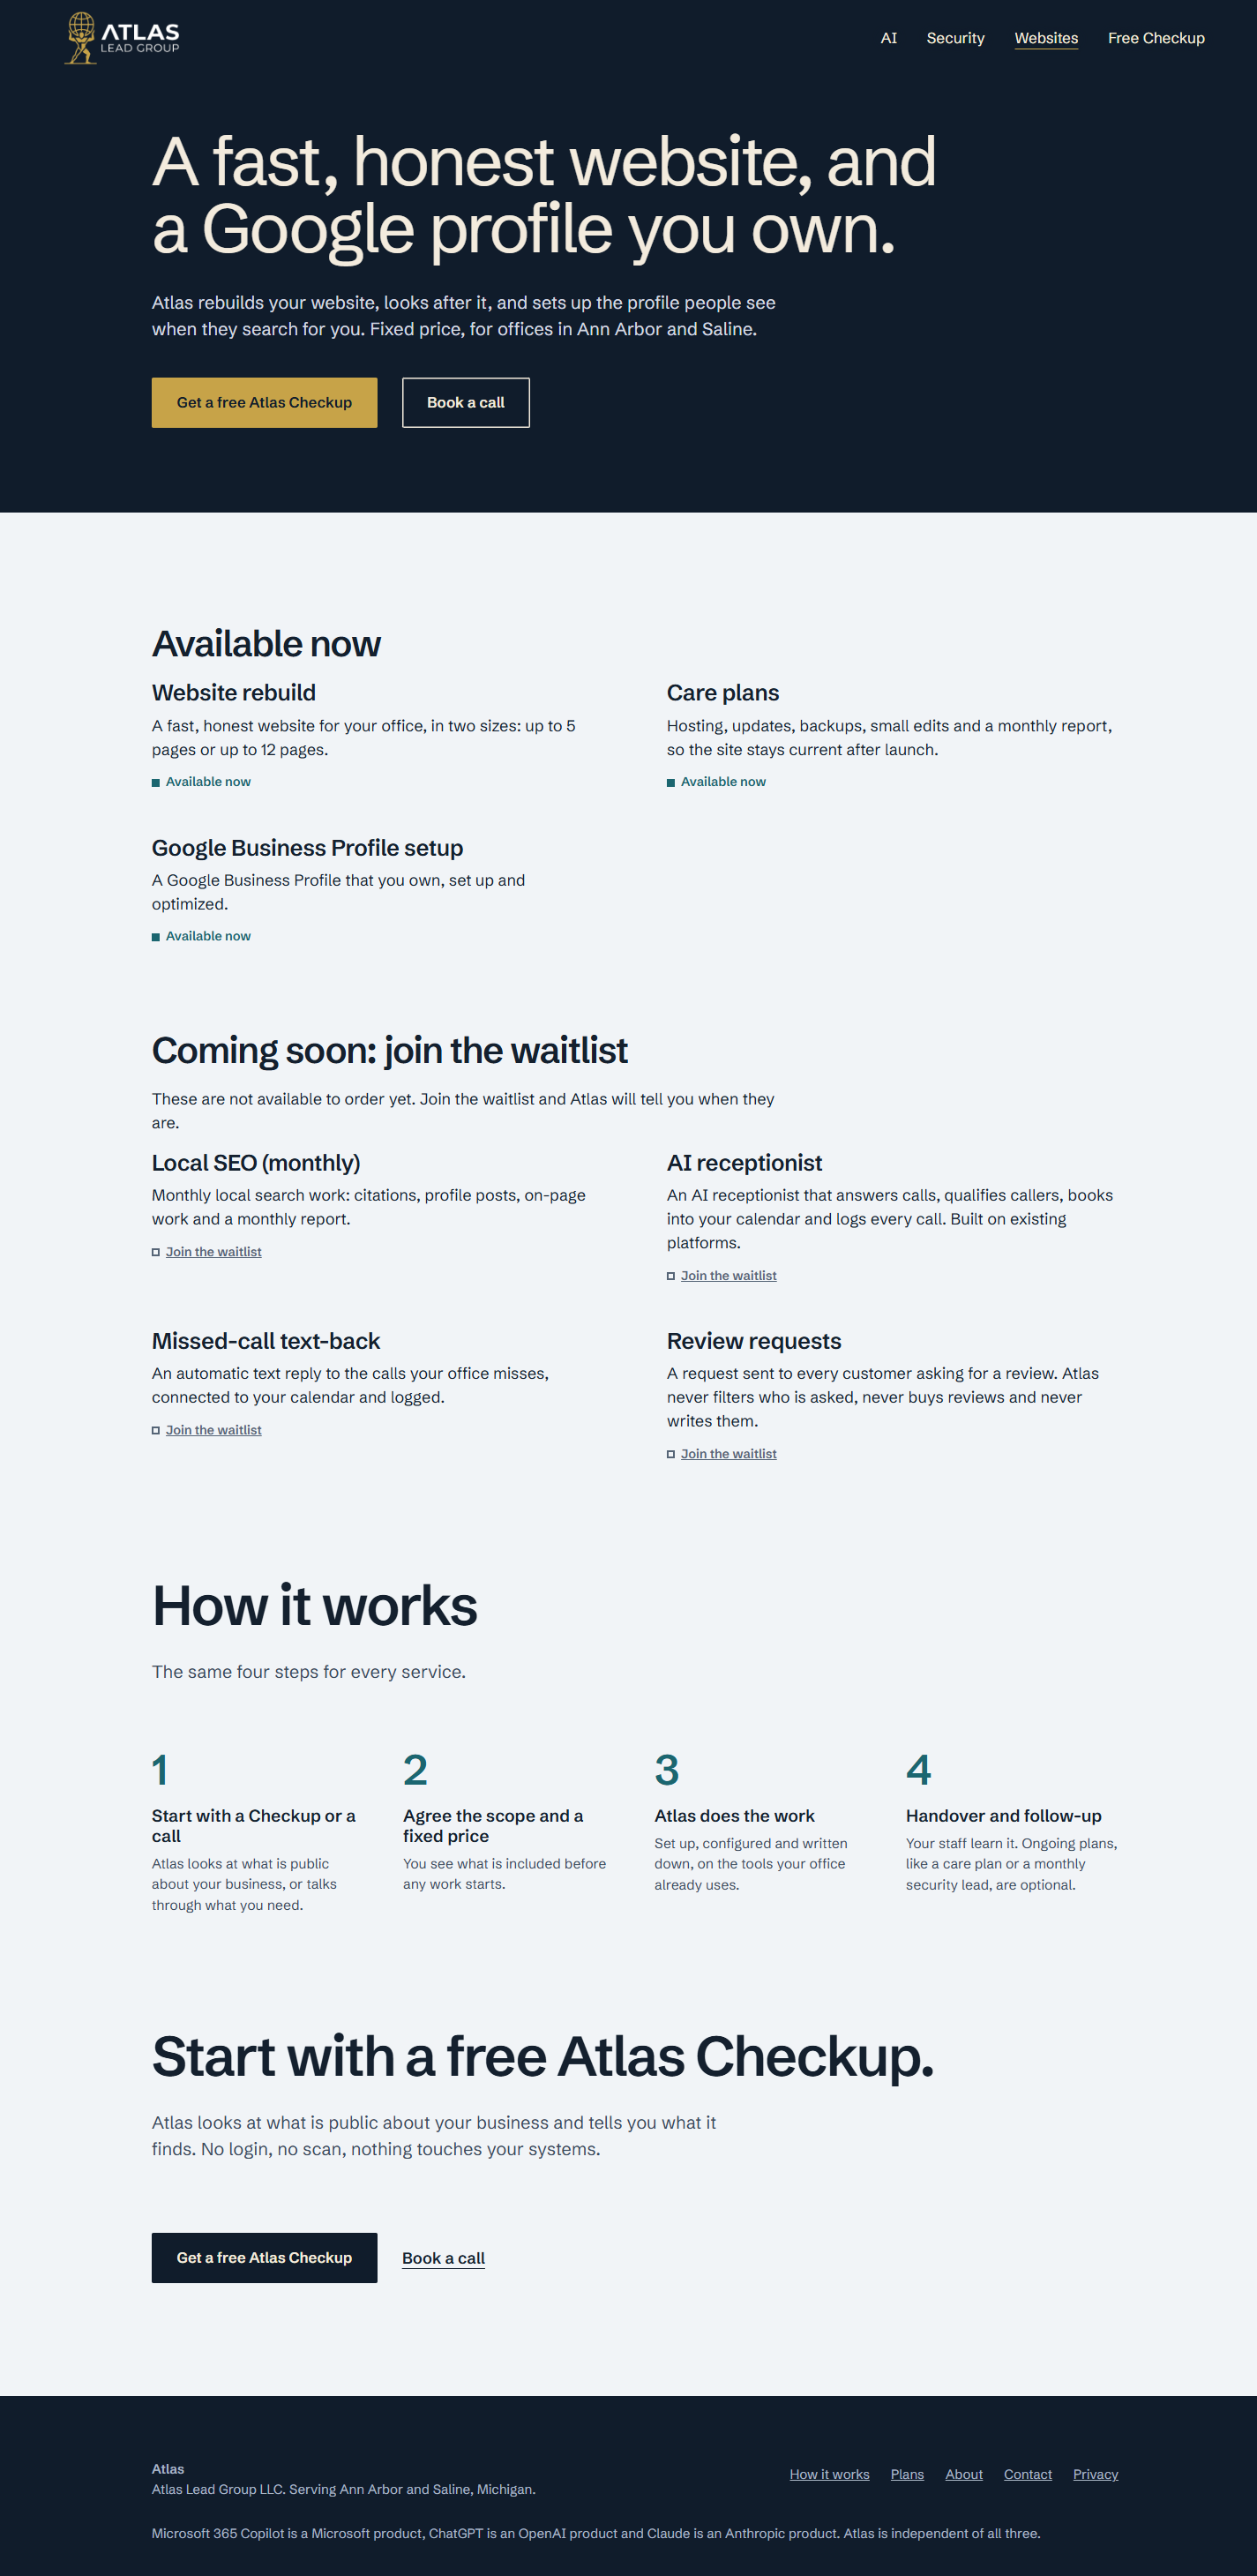 ATLAS
LEAD GROUP
AI Security Websites Free Checkup
A fast, honest website, and
a Google profile you own.
Atlas rebuilds your website, looks after it, and sets up the profile people see
when they search for you. Fixed price, for offices in Ann Arbor and Saline.
Get a free Atlas Checkup
Book a call
Available now
Website rebuild
A fast, honest website for your office, in two sizes: up to 5
pages or up to 12 pages.
Available now
Care plans
Hosting, updates, backups, small edits and a monthly report,
so the site stays current after launch.
Available now
Google Business Profile setup
A Google Business Profile that you own, set up and
optimized.
Available now
Coming soon: join the waitlist
These are not available to order yet. Join the waitlist and Atlas will tell you when they
are.
Local SEO (monthly)
Monthly local search work: citations, profile posts, on-page
work and a monthly report.
Join the waitlist
AI receptionist
An AI receptionist that answers calls, qualifies callers, books
into your calendar and logs every call. Built on existing
platforms.
Join the waitlist
Missed-call text-back
An automatic text reply to the calls your office misses,
connected to your calendar and logged.
Join the waitlist
Review requests
A request sent to every customer asking for a review. Atlas
never filters who is asked, never buys reviews and never
writes them.
Join the waitlist
How it works
The same four steps for every service.
1
Start with a Checkup or a
call
Atlas looks at what is public
about your business, or talks
through what you need.
2
Agree the scope and a
fixed price
You see what is included before
any work starts.
3
Atlas does the work
Set up, configured and written
down, on the tools your office
already uses.
4
Handover and follow-up
Your staff learn it. Ongoing plans,
like a care plan or a monthly
security lead, are optional.
Start with a free Atlas Checkup.
Atlas looks at what is public about your business and tells you what it
finds. No login, no scan, nothing touches your systems.
Get a free Atlas Checkup
Book a call
Atlas
Atlas Lead Group LLC. Serving Ann Arbor and Saline, Michigan.
How it works Plans About Contact Privacy
Microsoft 365 Copilot is a Microsoft product, ChatGPT is an OpenAI product and Claude is an Anthropic product. Atlas is independent of all three.